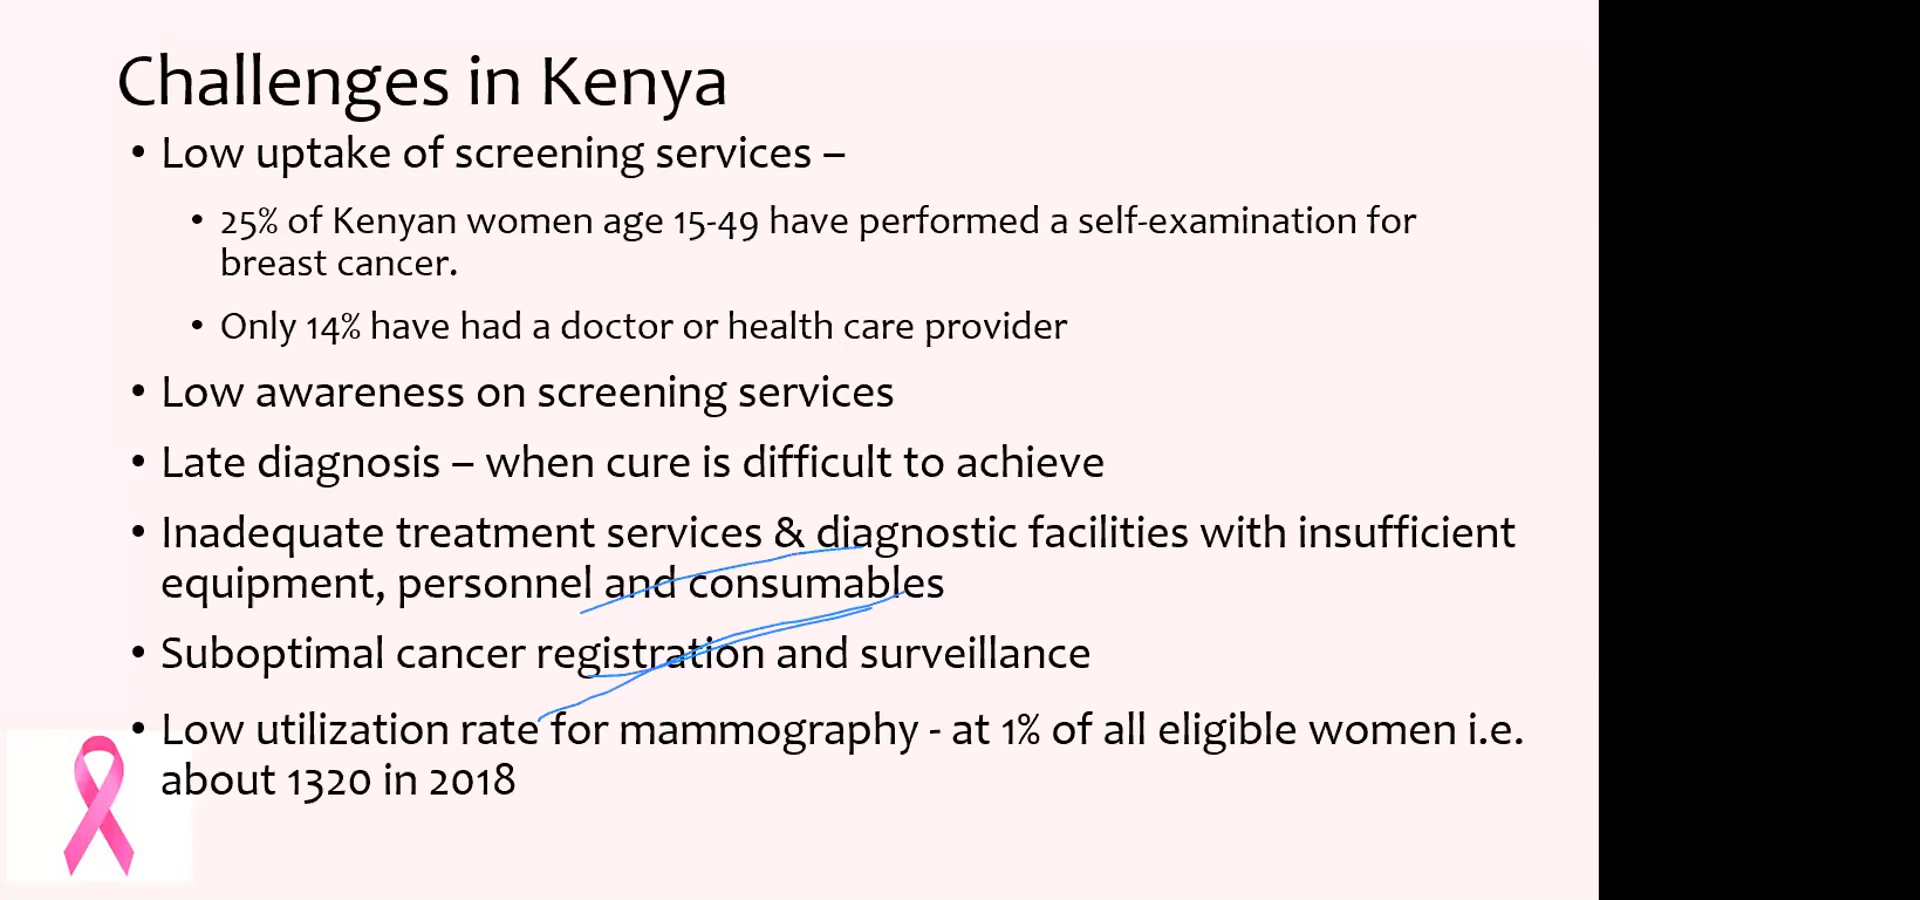 Challenges in Kenya
• Low uptake of screening services –
• 25% of Kenyan women age 15-49 have performed a self-examination for
breast cancer.
• Only 14% have had a doctor or health care provider
• Low awareness on screening services
• Late diagnosis – when cure is difficult to achieve
• Inadequate treatment services & diagnostic facilities with insufficient
equipment, personnel and consumables
• Suboptimal cancer registration and surveillance
• Low utilization rate for mammography - at 1% of all eligible women i.e.
about 1320 in 2018